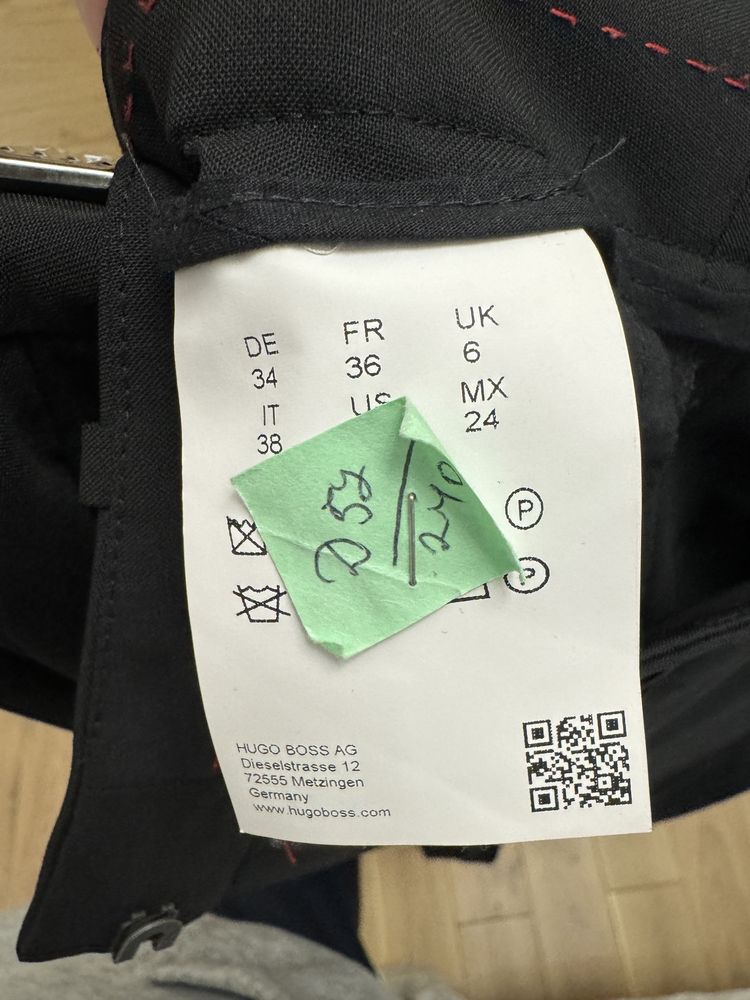 DE FR UK
34 36 6
IT US MX
38 24
240
P
P
HUGO BOSS AG
Dieselstrasse 12
72555 Metzingen
Germany
www.hugoboss.com